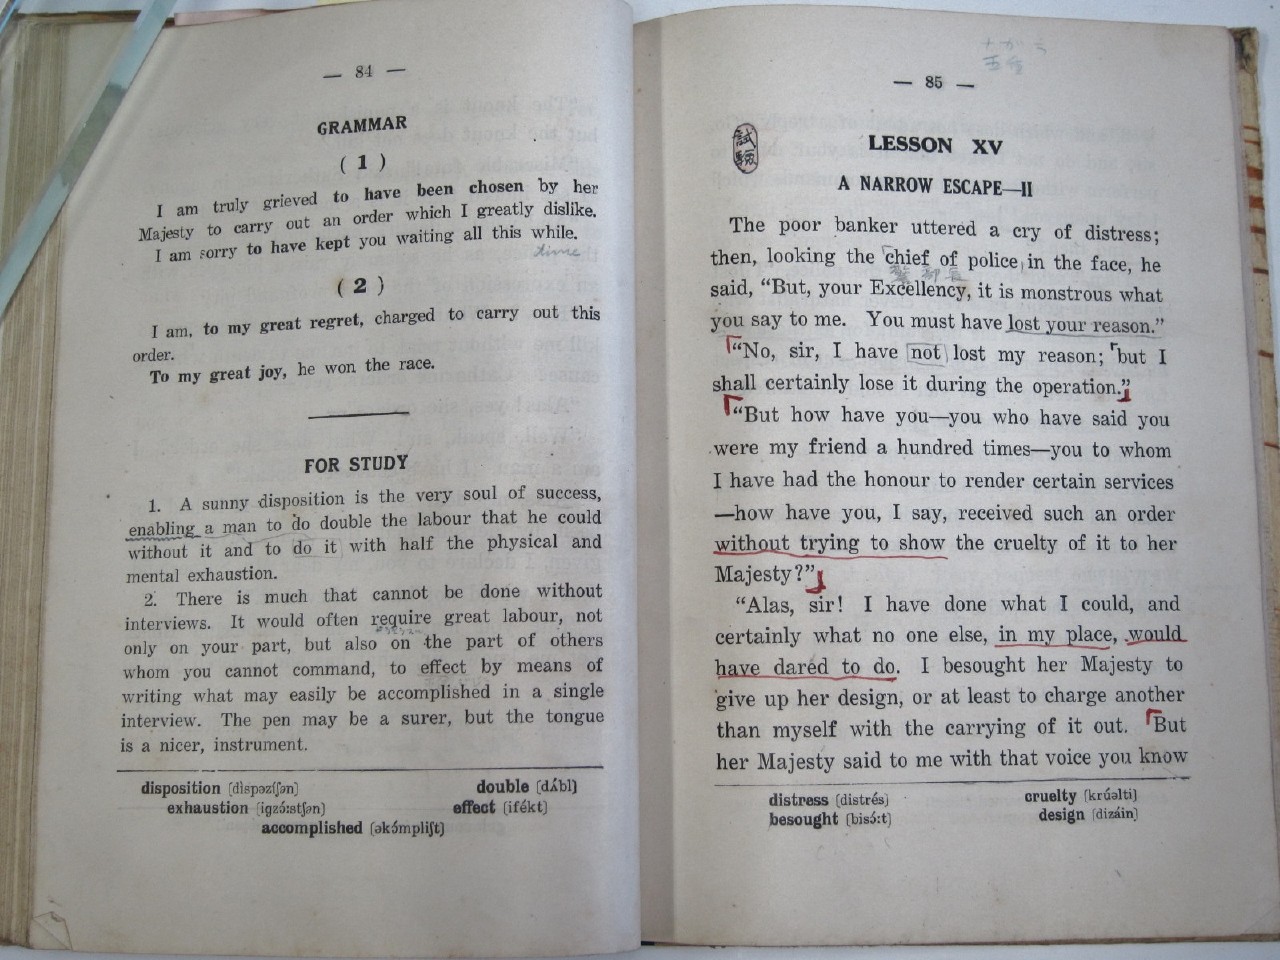 — 84 —
GRAMMAR
( 1 )
I am truly grieved to have been chosen by her
Majesty to carry out an order which I greatly dislike.
I am sorry to have kept you waiting all this while.
time
( 2 )
I am, to my great regret, charged to carry out this
order.
To my great joy, he won the race.
FOR STUDY
1. A sunny disposition is the very soul of success,
enabling a man to do double the labour that he could
without it and to do it with half the physical and
mental exhaustion.
2. There is much that cannot be done without
interviews. It would often require great labour, not
only on your part, but also on the part of others
whom you cannot command, to effect by means of
writing what may easily be accomplished in a single
interview. The pen may be a surer, but the tongue
is a nicer, instrument.
disposition [dìspəzíʃən) double [dʌ́bl)
exhaustion [igzɔ́:stʃən) effect [ifékt)
accomplished [əkɔ́mpliʃt)
— 85 —
試験
LESSON XV
A NARROW ESCAPE—II
The poor banker uttered a cry of distress;
then, looking the chief of police in the face, he
警部長
said, “But, your Excellency, it is monstrous what
you say to me. You must have lost your reason.”
“No, sir, I have not lost my reason; but I
shall certainly lose it during the operation.”
“But how have you—you who have said you
were my friend a hundred times—you to whom
I have had the honour to render certain services
—how have you, I say, received such an order
without trying to show the cruelty of it to her
Majesty?”
“Alas, sir! I have done what I could, and
certainly what no one else, in my place, would
have dared to do. I besought her Majesty to
give up her design, or at least to charge another
than myself with the carrying of it out. But
her Majesty said to me with that voice you know
distress [distrés) cruelty [krúəlti)
besought [bisɔ́:t) design [dizáin)